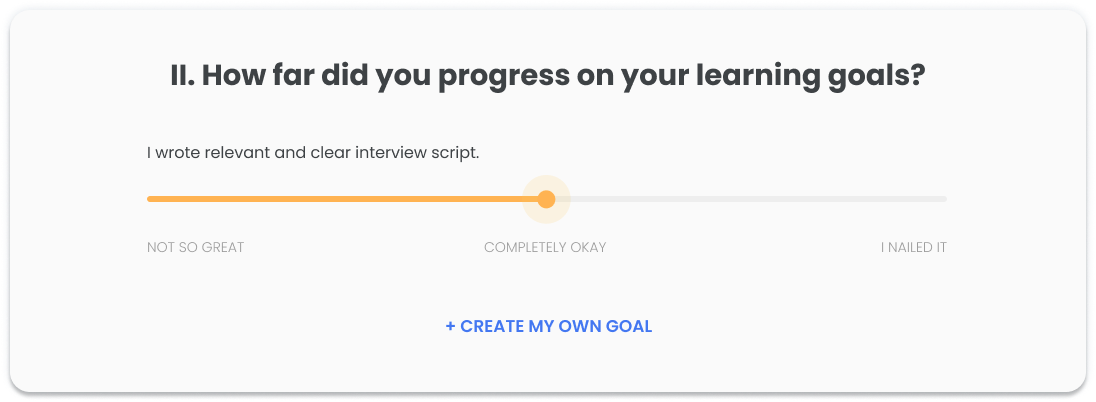 II. How far did you progress on your learning goals?
I wrote relevant and clear interview script.
NOT SO GREAT
COMPLETELY OKAY
I NAILED IT
+ CREATE MY OWN GOAL